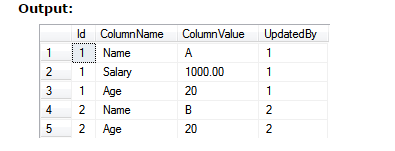 Output:
Id ColumnName ColumnValue UpdatedBy
1 1 Name A 1
2 1 Salary 1000.00 1
3 1 Age 20 1
4 2 Name B 2
5 2 Age 20 2